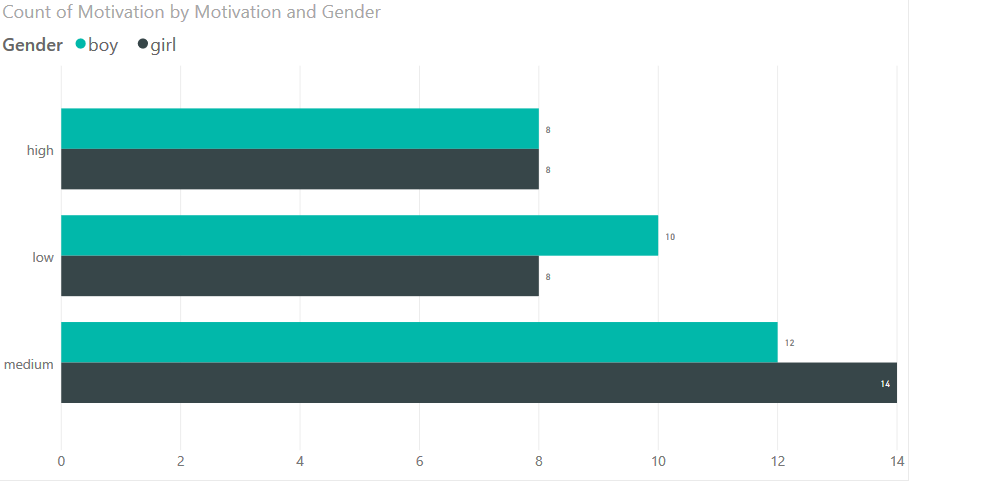 Count of Motivation by Motivation and Gender
Gender boy girl
8
high
8
10
low
8
12
medium
14
0 2 4 6 8 10 12 14